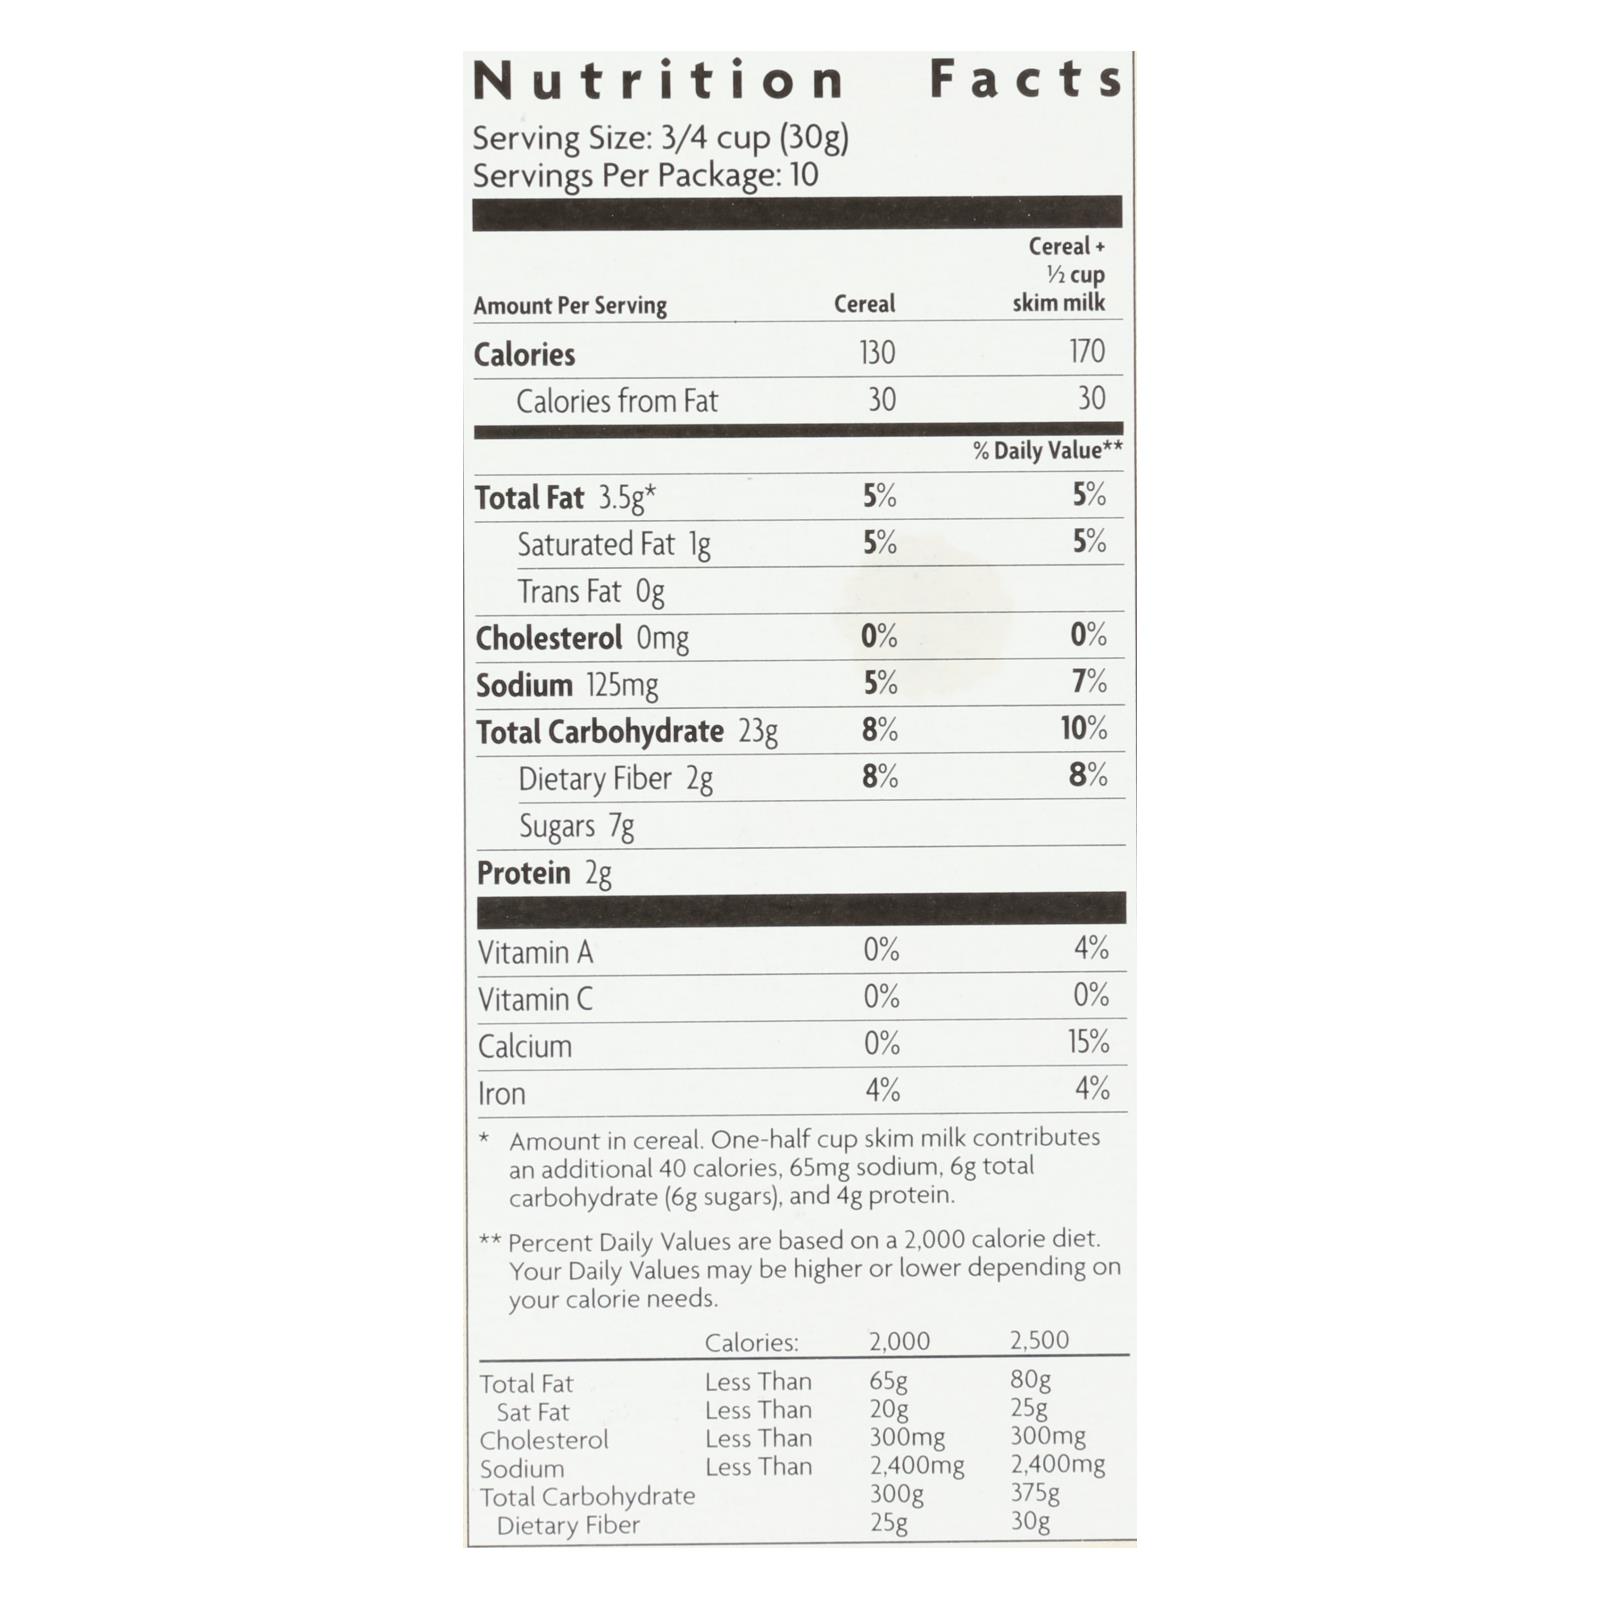 Nutrition Facts
Serving Size: 3/4 cup (30g)
Servings Per Package: 10
Cereal +
½ cup
Amount Per Serving Cereal skim milk
Calories 130 170
Calories from Fat 30 30
% Daily Value**
Total Fat 3.5g* 5% 5%
Saturated Fat 1g 5% 5%
Trans Fat 0g
Cholesterol 0mg 0% 0%
Sodium 125mg 5% 7%
Total Carbohydrate 23g 8% 10%
Dietary Fiber 2g 8% 8%
Sugars 7g
Protein 2g
Vitamin A 0% 4%
Vitamin C 0% 0%
Calcium 0% 15%
Iron 4% 4%
* Amount in cereal. One-half cup skim milk contributes
an additional 40 calories, 65mg sodium, 6g total
carbohydrate (6g sugars), and 4g protein.
** Percent Daily Values are based on a 2,000 calorie diet.
Your Daily Values may be higher or lower depending on
your calorie needs.
Calories: 2,000 2,500
Total Fat Less Than 65g 80g
Sat Fat Less Than 20g 25g
Cholesterol Less Than 300mg 300mg
Sodium Less Than 2,400mg 2,400mg
Total Carbohydrate 300g 375g
Dietary Fiber 25g 30g